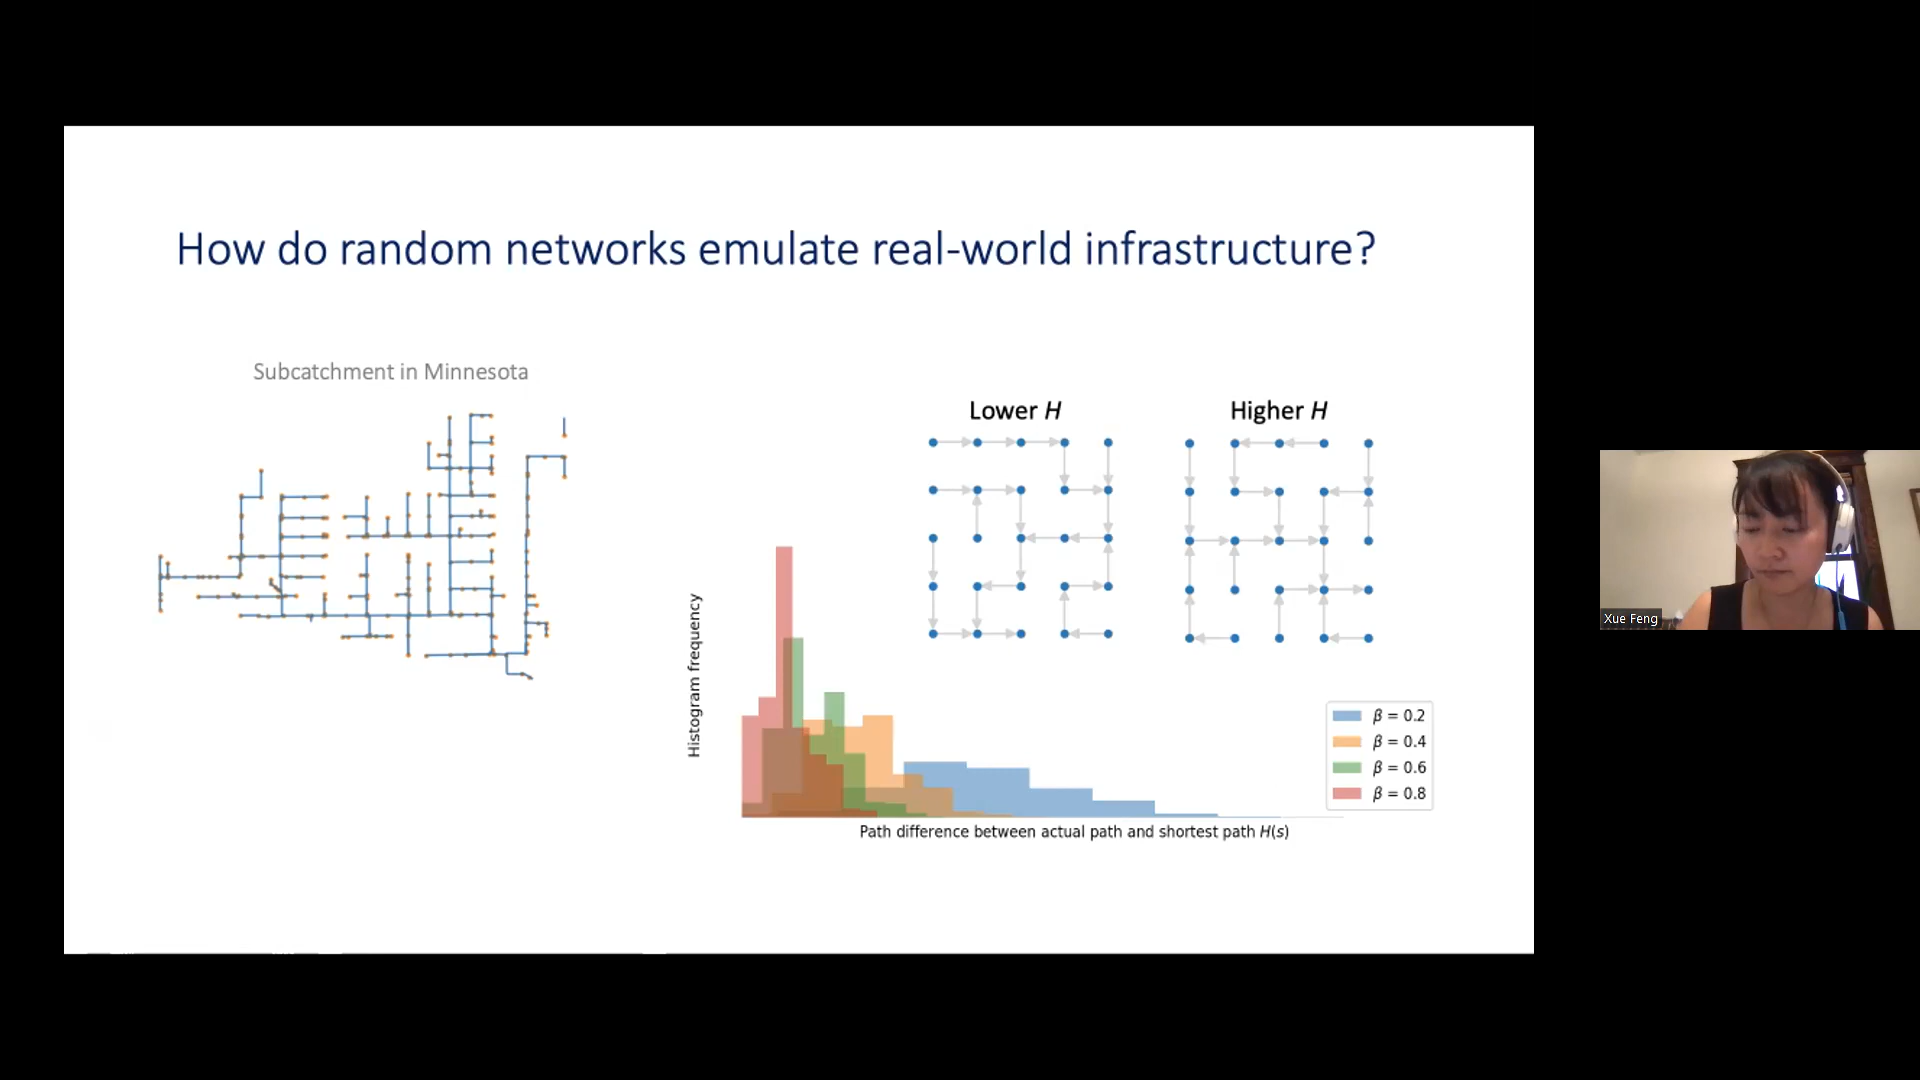 How do random networks emulate real-world infrastructure?
Subcatchment in Minnesota
Lower H
Higher H
Histogram frequency
β = 0.2
β = 0.4
β = 0.6
β = 0.8
Path difference between actual path and shortest path H(s)
Xue Feng